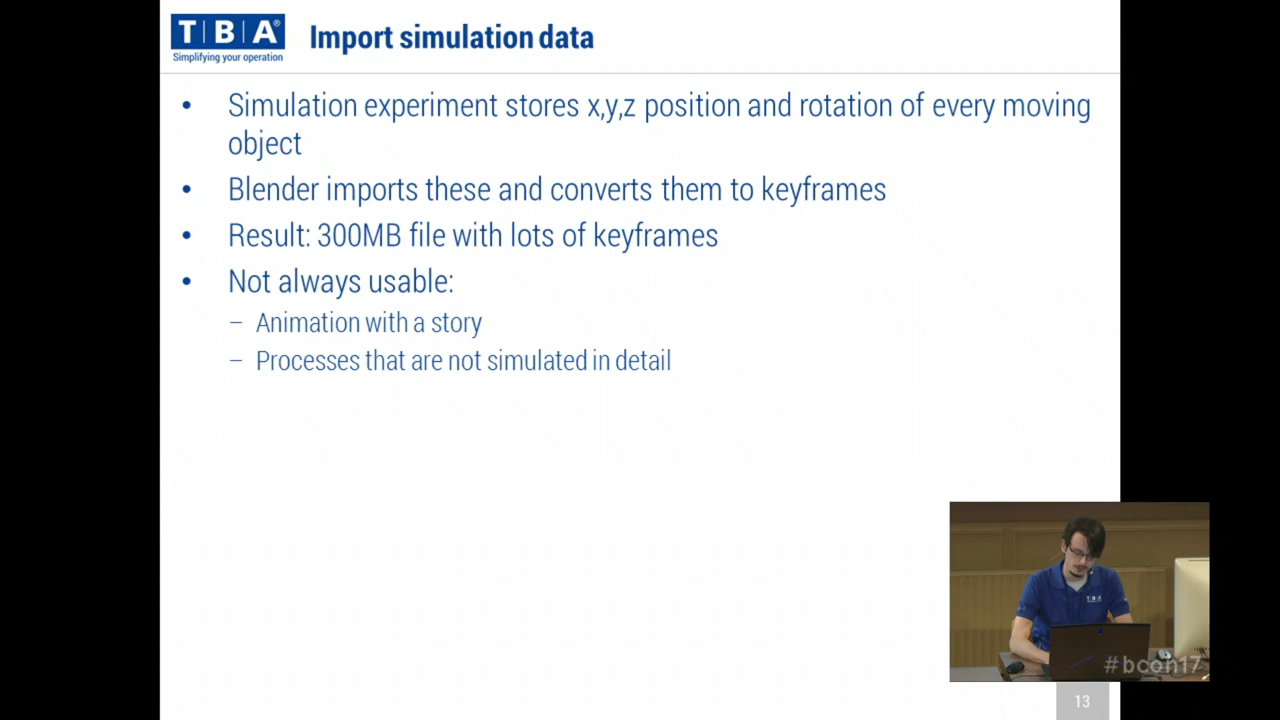 T|B|A®
Simplifying your operation
Import simulation data
• Simulation experiment stores x,y,z position and rotation of every moving
object
• Blender imports these and converts them to keyframes
• Result: 300MB file with lots of keyframes
• Not always usable:
– Animation with a story
– Processes that are not simulated in detail
T|B|A
#bcon17
13